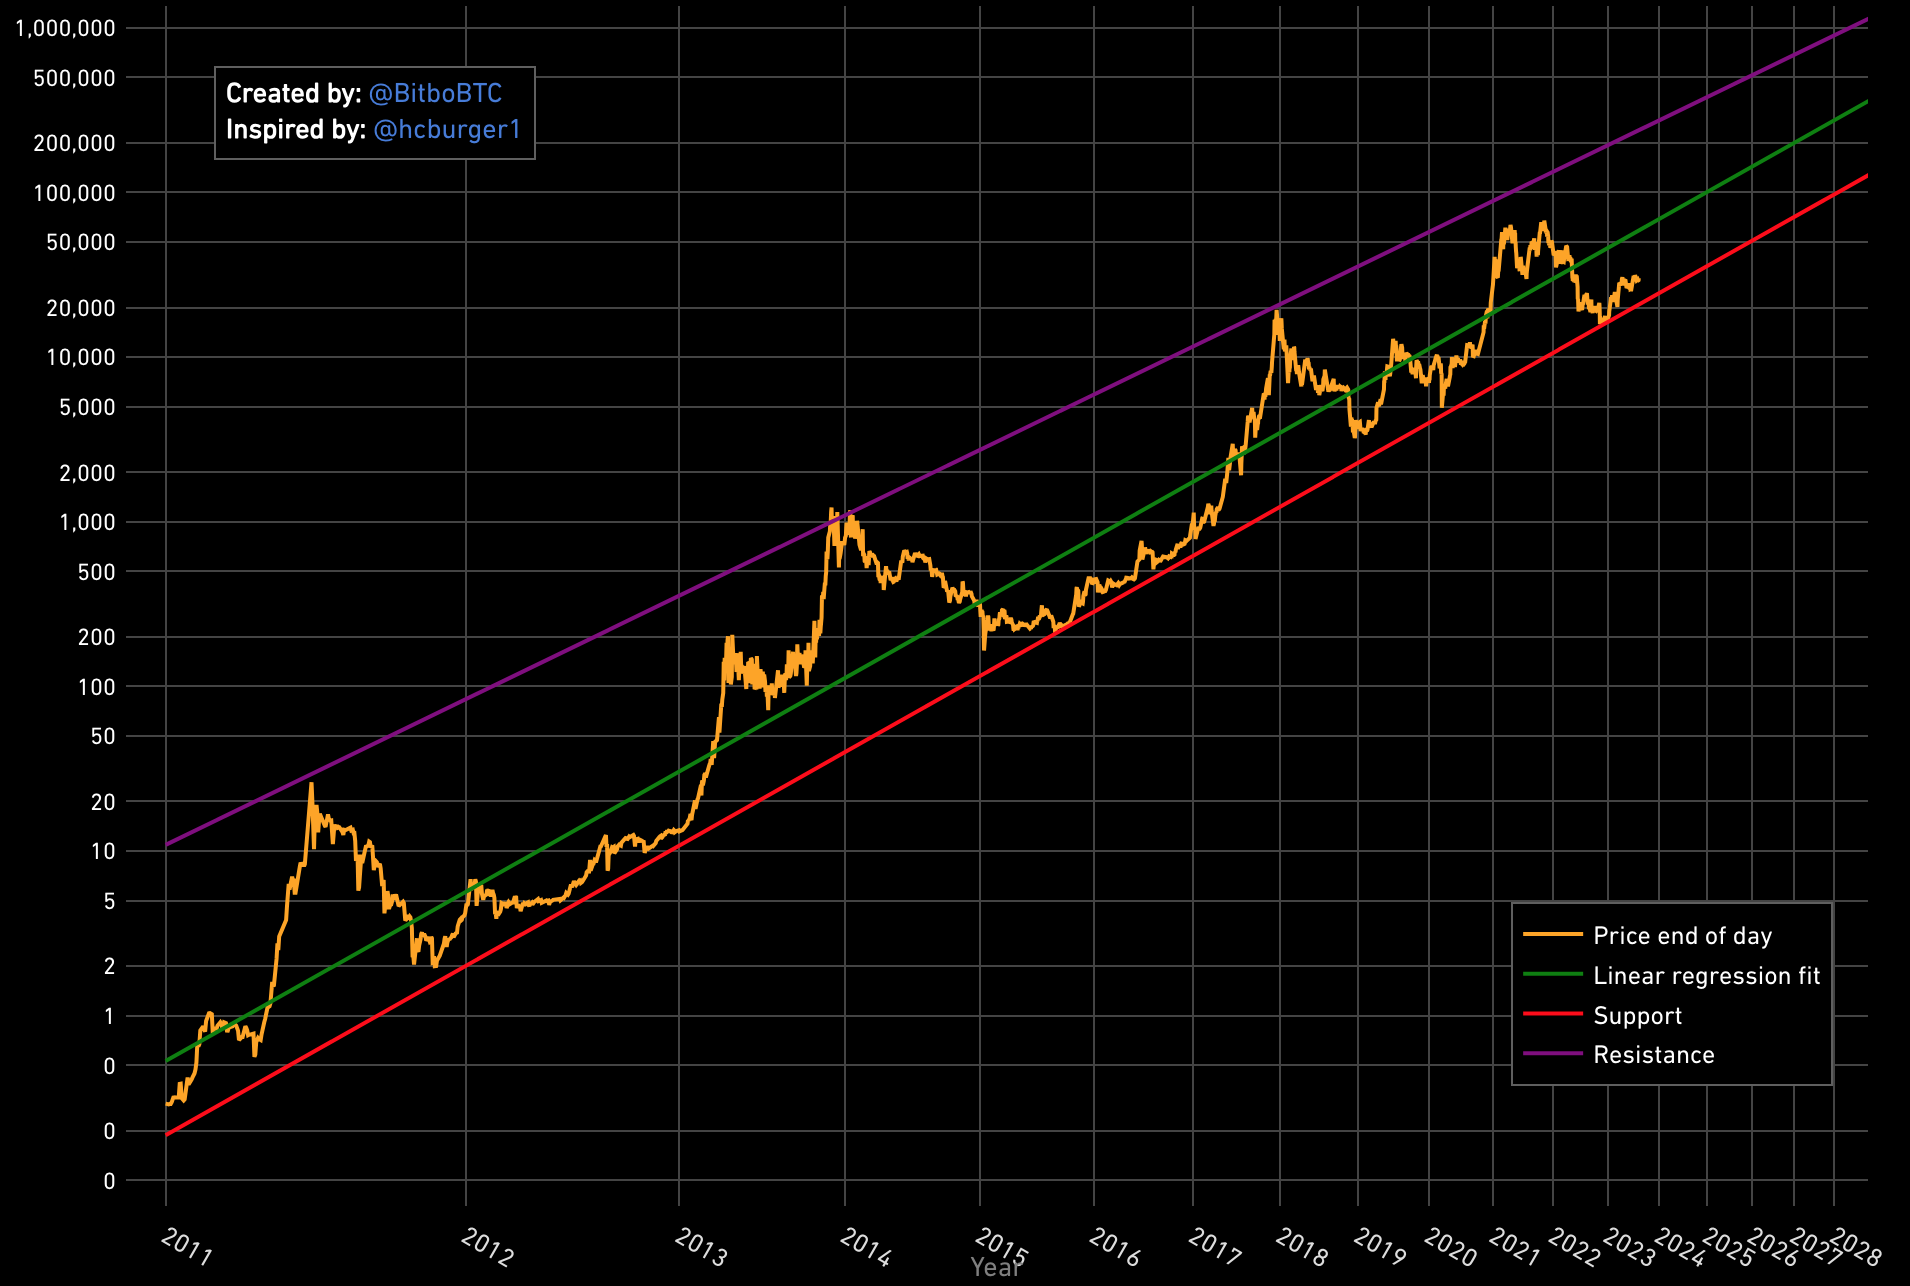 1,000,000
500,000
200,000
100,000
50,000
20,000
10,000
5,000
2,000
1,000
500
200
100
50
20
10
5
2
1
0
0
0
Created by: @BitboBTC
Inspired by: @hcburger1
Price end of day
Linear regression fit
Support
Resistance
2011 2012 2013 2014 2015 2016 2017 2018 2019 2020 2021 2022 2023 2024 2025 2026 2027 2028
Year